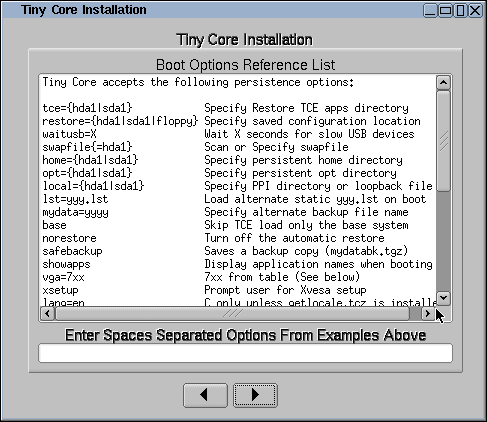 Tiny Core Installation
Tiny Core Installation
Boot Options Reference List
Tiny Core accepts the following persistence options:
tce={hda1|sda1} Specify Restore TCE apps directory
restore={hda1|sda1|floppy} Specify saved configuration location
waitusb=X Wait X seconds for slow USB devices
swapfile{=hda1} Scan or Specify swapfile
home={hda1|sda1} Specify persistent home directory
opt={hda1|sda1} Specify persistent opt directory
local={hda1|sda1} Specify PPI directory or loopback file
lst=yyy.lst Load alternate static yyy.lst on boot
mydata=yyyy Specify alternate backup file name
base Skip TCE load only the base system
norestore Turn off the automatic restore
safebackup Saves a backup copy (mydatabk.tgz)
showapps Display application names when booting
vga=7xx 7xx from table (See below)
xsetup Prompt user for Xvesa setup
lang=en C only unless getlocale.tcz is installe
Enter Spaces Separated Options From Examples Above